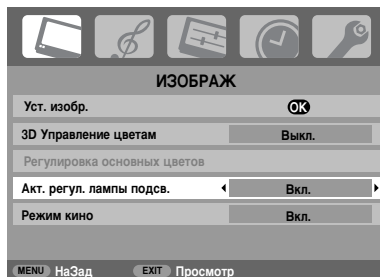 ИЗОБРАЖ
Уст. изобр. OK
3D Управление цветам Выкл.
Регулировка основных цветов
Акт. регул. лампы подсв. Вкл.
Режим кино Вкл.
MENU НаЗад EXIT Просмотр